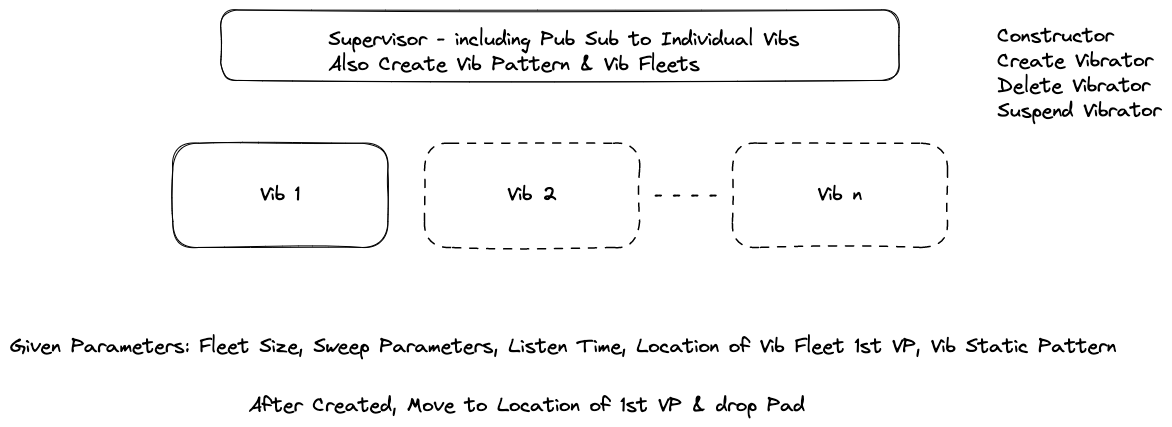 Supervisor - including Pub Sub to Individual Vibs
Also Create Vib Pattern & Vib Fleets
Constructor
Create Vibrator
Delete Vibrator
Suspend Vibrator
Vib 1
Vib 2
Vib n
Given Parameters: Fleet Size, Sweep Parameters, Listen Time, Location of Vib Fleet 1st VP, Vib Static Pattern
After Created, Move to Location of 1st VP & drop Pad